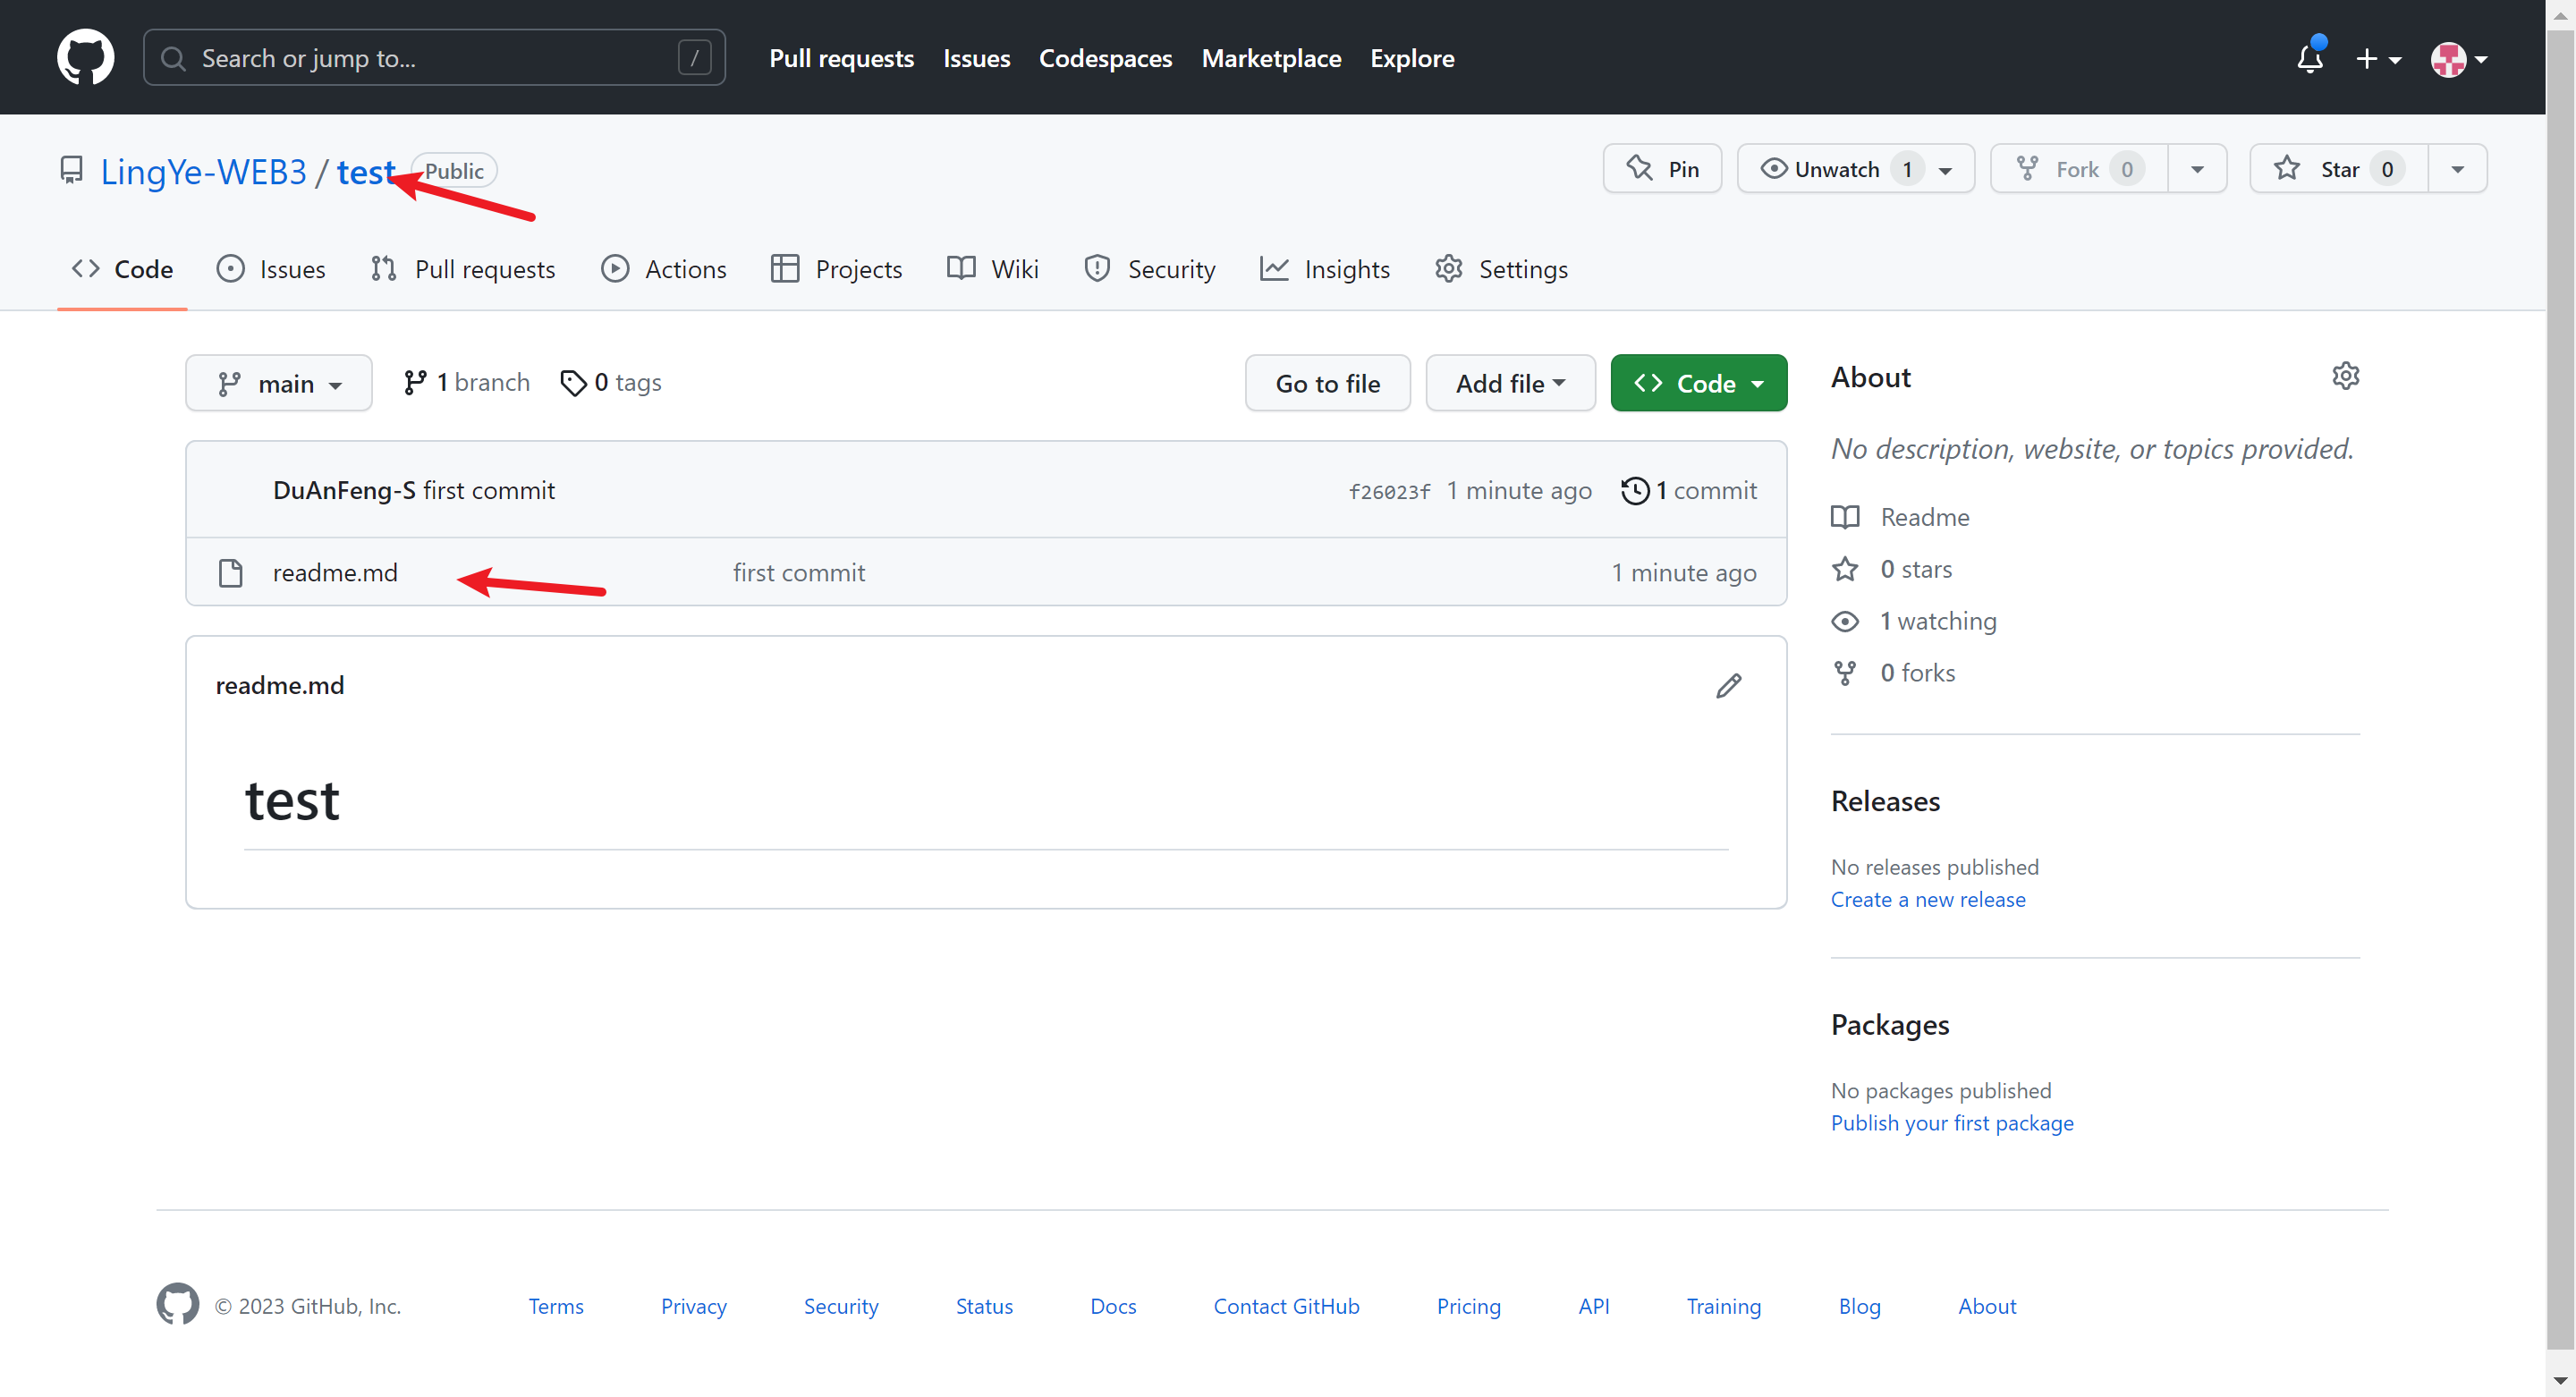 Search or jump to... /
Pull requests Issues Codespaces Marketplace Explore
LingYe-WEB3 / test Public
Pin Unwatch 1 Fork 0 Star 0
Code Issues Pull requests Actions Projects Wiki Security Insights Settings
main 1 branch 0 tags Go to file Add file Code
DuAnFeng-S first commit f26023f 1 minute ago 1 commit
readme.md first commit 1 minute ago
readme.md
test
About
No description, website, or topics provided.
Readme
0 stars
1 watching
0 forks
Releases
No releases published
Create a new release
Packages
No packages published
Publish your first package
© 2023 GitHub, Inc. Terms Privacy Security Status Docs Contact GitHub Pricing API Training Blog About